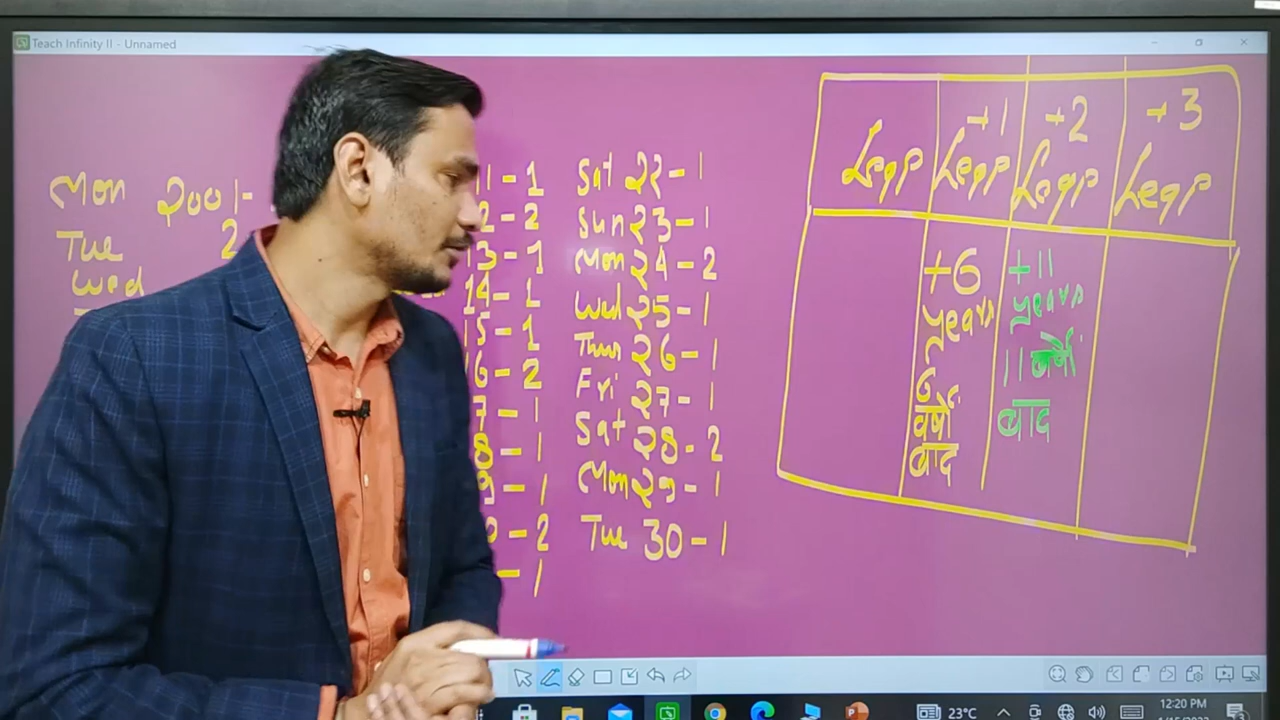 Teach Infinity II - Unnamed
Mon 2001-
Tue 2
Wed
11 - 1
2 - 2
13 - 1
14 - 1
15 - 1
16 - 2
7 - 1
8 - 1
9 - 1
0 - 2
- 1
Sat 22 - 1
Sun 23 - 1
Mon 24 - 2
Wed 25 - 1
Thur 26 - 1
Fri 27 - 1
Sat 28 - 2
Mon 29 - 1
Tue 30 - 1
Leap
+1
Leap
+2
Leap
+3
Leap
+6
years
6
वर्षों
बाद
+11
years
11 वर्षों
बाद
23°C
12:20 PM